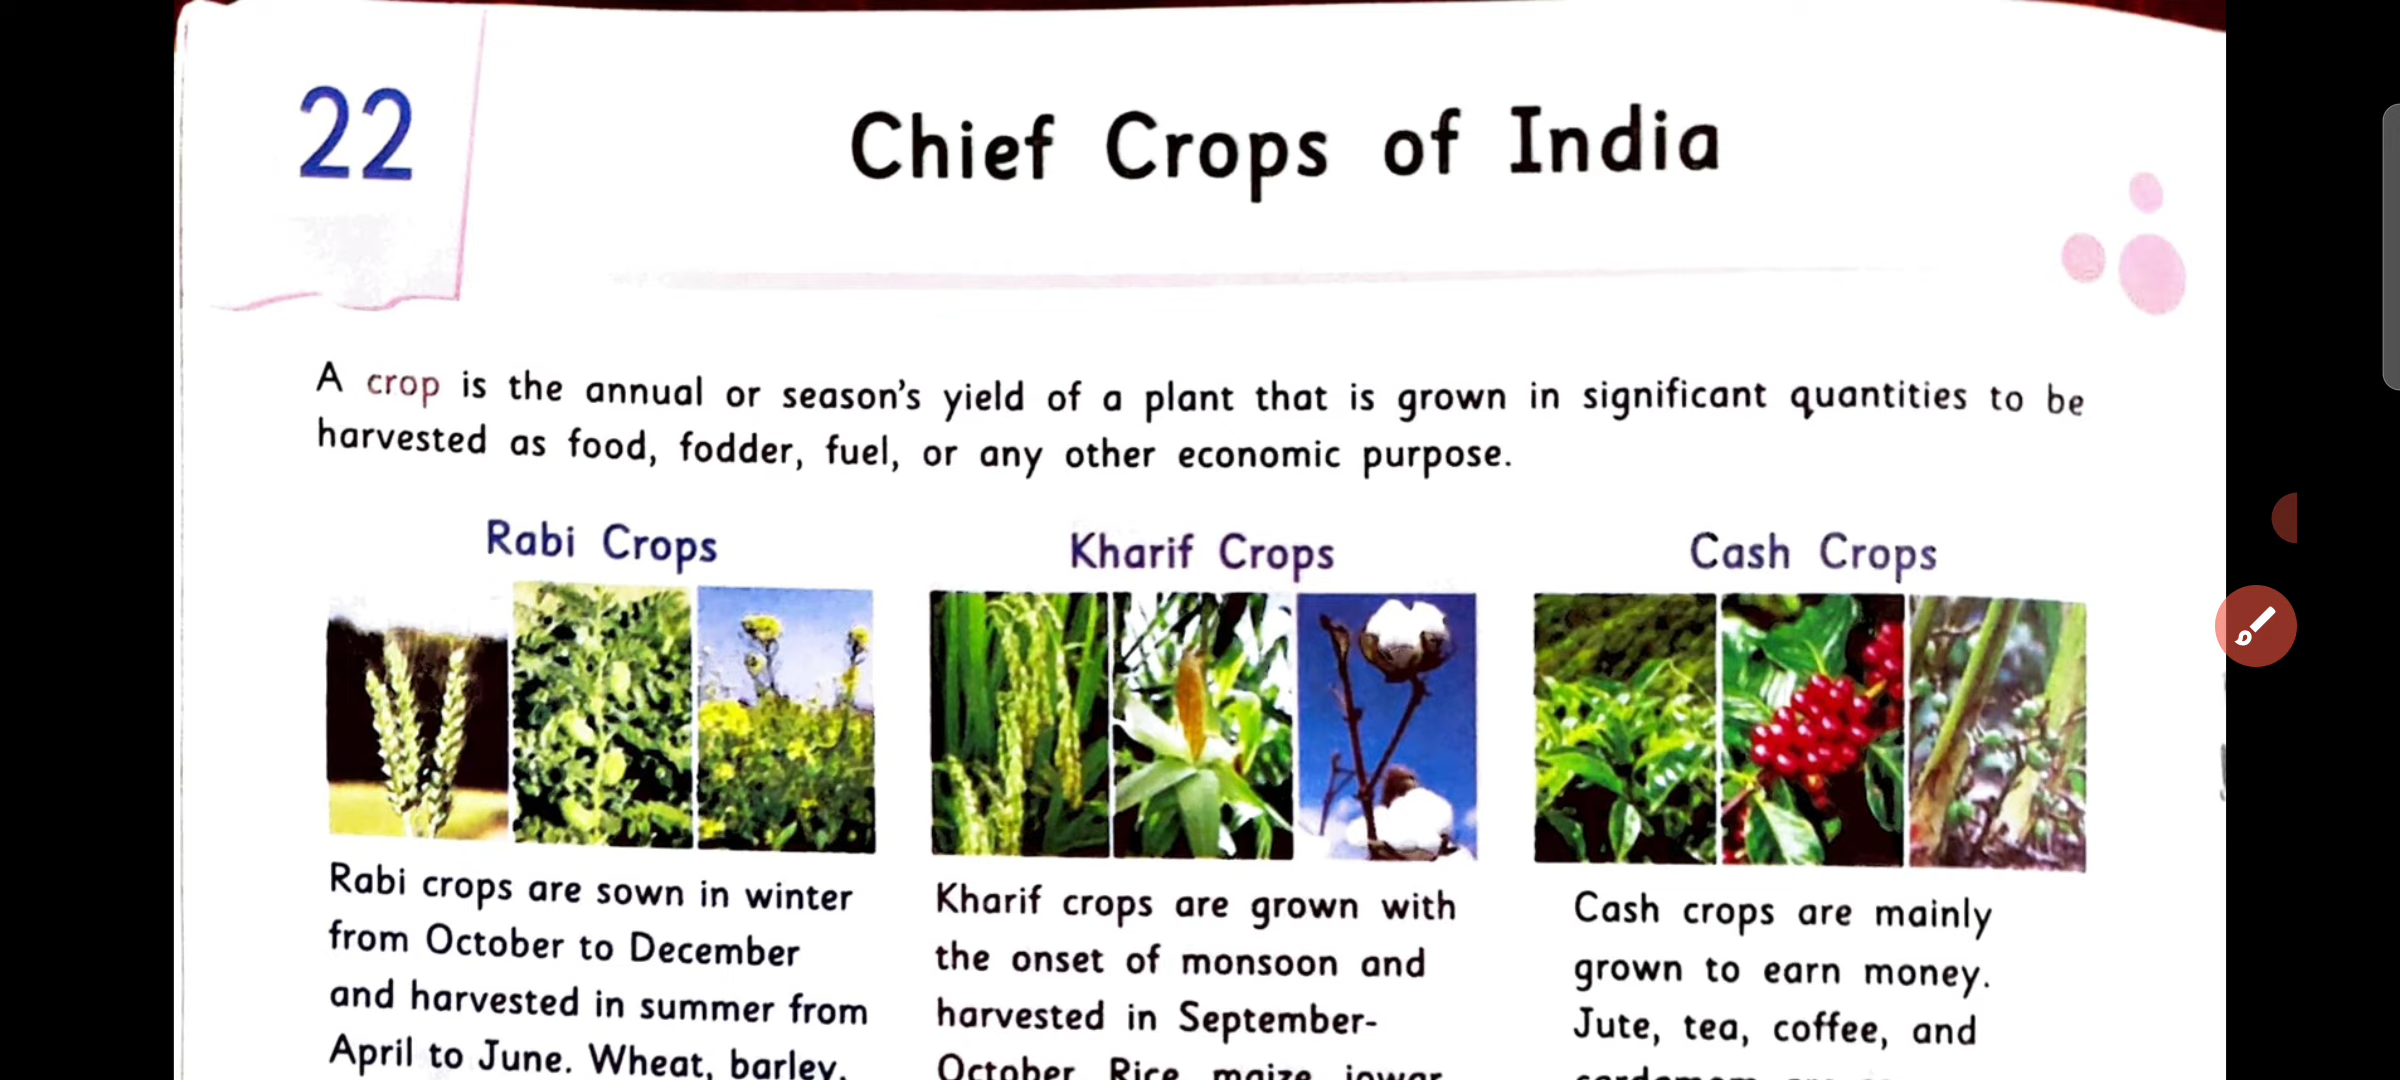 22
Chief Crops of India
A crop is the annual or season's yield of a plant that is grown in significant quantities to be
harvested as food, fodder, fuel, or any other economic purpose.
Rabi Crops
Rabi crops are sown in winter
from October to December
and harvested in summer from
April to June. Wheat, barley,
Kharif Crops
Kharif crops are grown with
the onset of monsoon and
harvested in September-
October Rice maize jowar
Cash Crops
Cash crops are mainly
grown to earn money.
Jute, tea, coffee, and